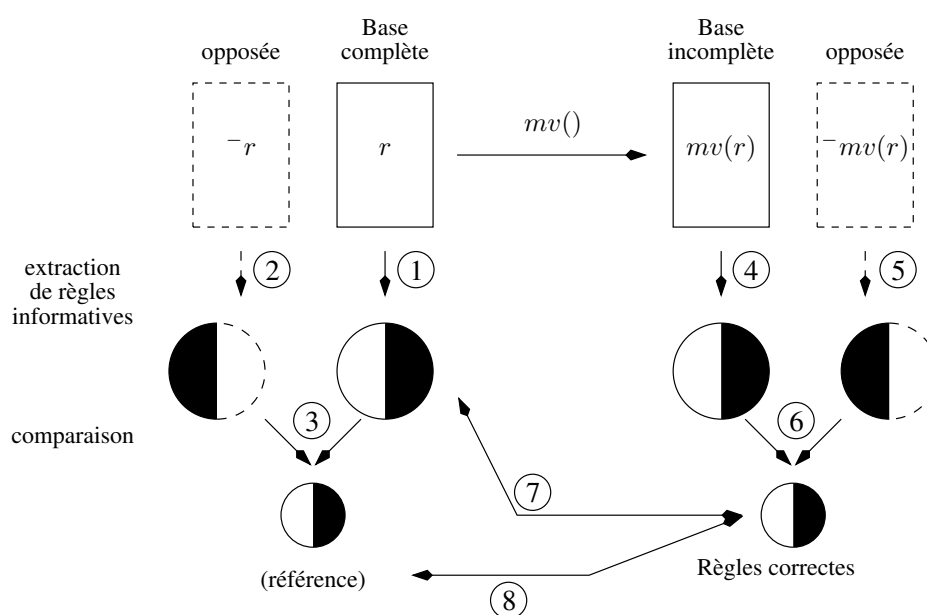 Base
opposée complète
Base
incomplète opposée
⁻r
r
mv()
mv(r)
⁻mv(r)
extraction
de règles
informatives
2
1
4
5
comparaison
3
6
7
(référence)
Règles correctes
8